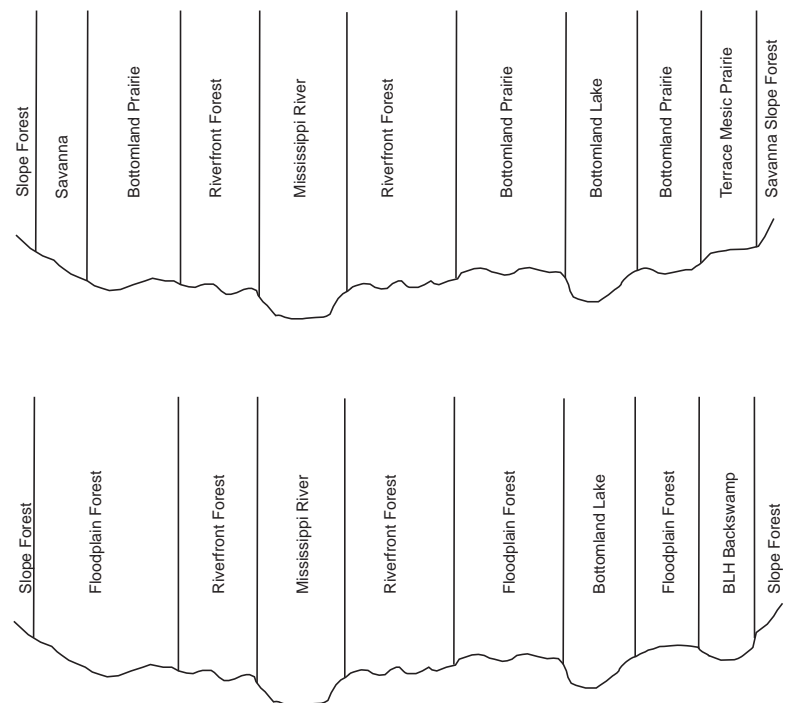 Slope Forest
Savanna
Bottomland Prairie
Riverfront Forest
Mississippi River
Riverfront Forest
Bottomland Prairie
Bottomland Lake
Bottomland Prairie
Terrace Mesic Prairie
Savanna Slope Forest
Slope Forest
Floodplain Forest
Riverfront Forest
Mississippi River
Riverfront Forest
Floodplain Forest
Bottomland Lake
Floodplain Forest
BLH Backswamp
Slope Forest